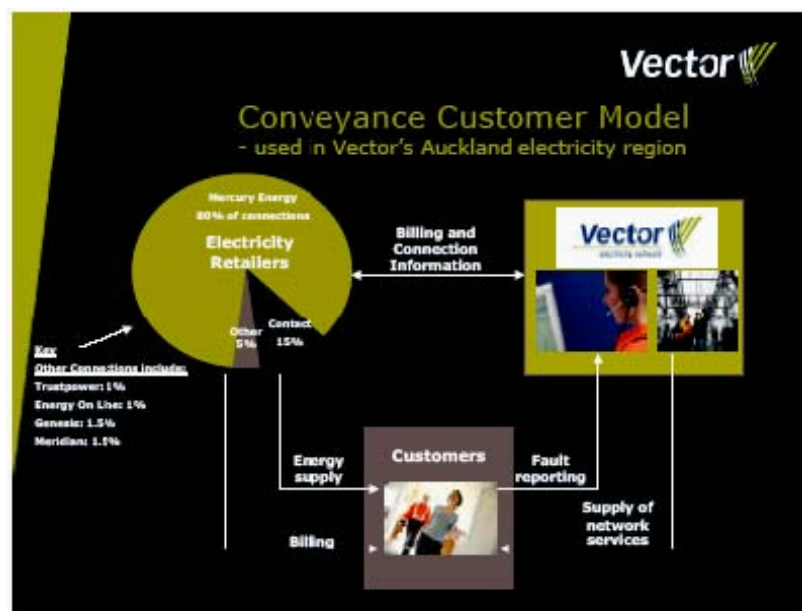 Vector
Conveyance Customer Model
- used in Vector's Auckland electricity region
Mercury Energy
80% of connections
Electricity
Retailers
Other
5%
Contact
15%
Billing and
Connection
Information
Vector
electricity network
Key
Other Connections include:
Trustpower: 1%
Energy On Line: 1%
Genesis: 1.5%
Meridian: 1.5%
Energy
supply
Customers
Fault
reporting
Billing
Supply of
network
services